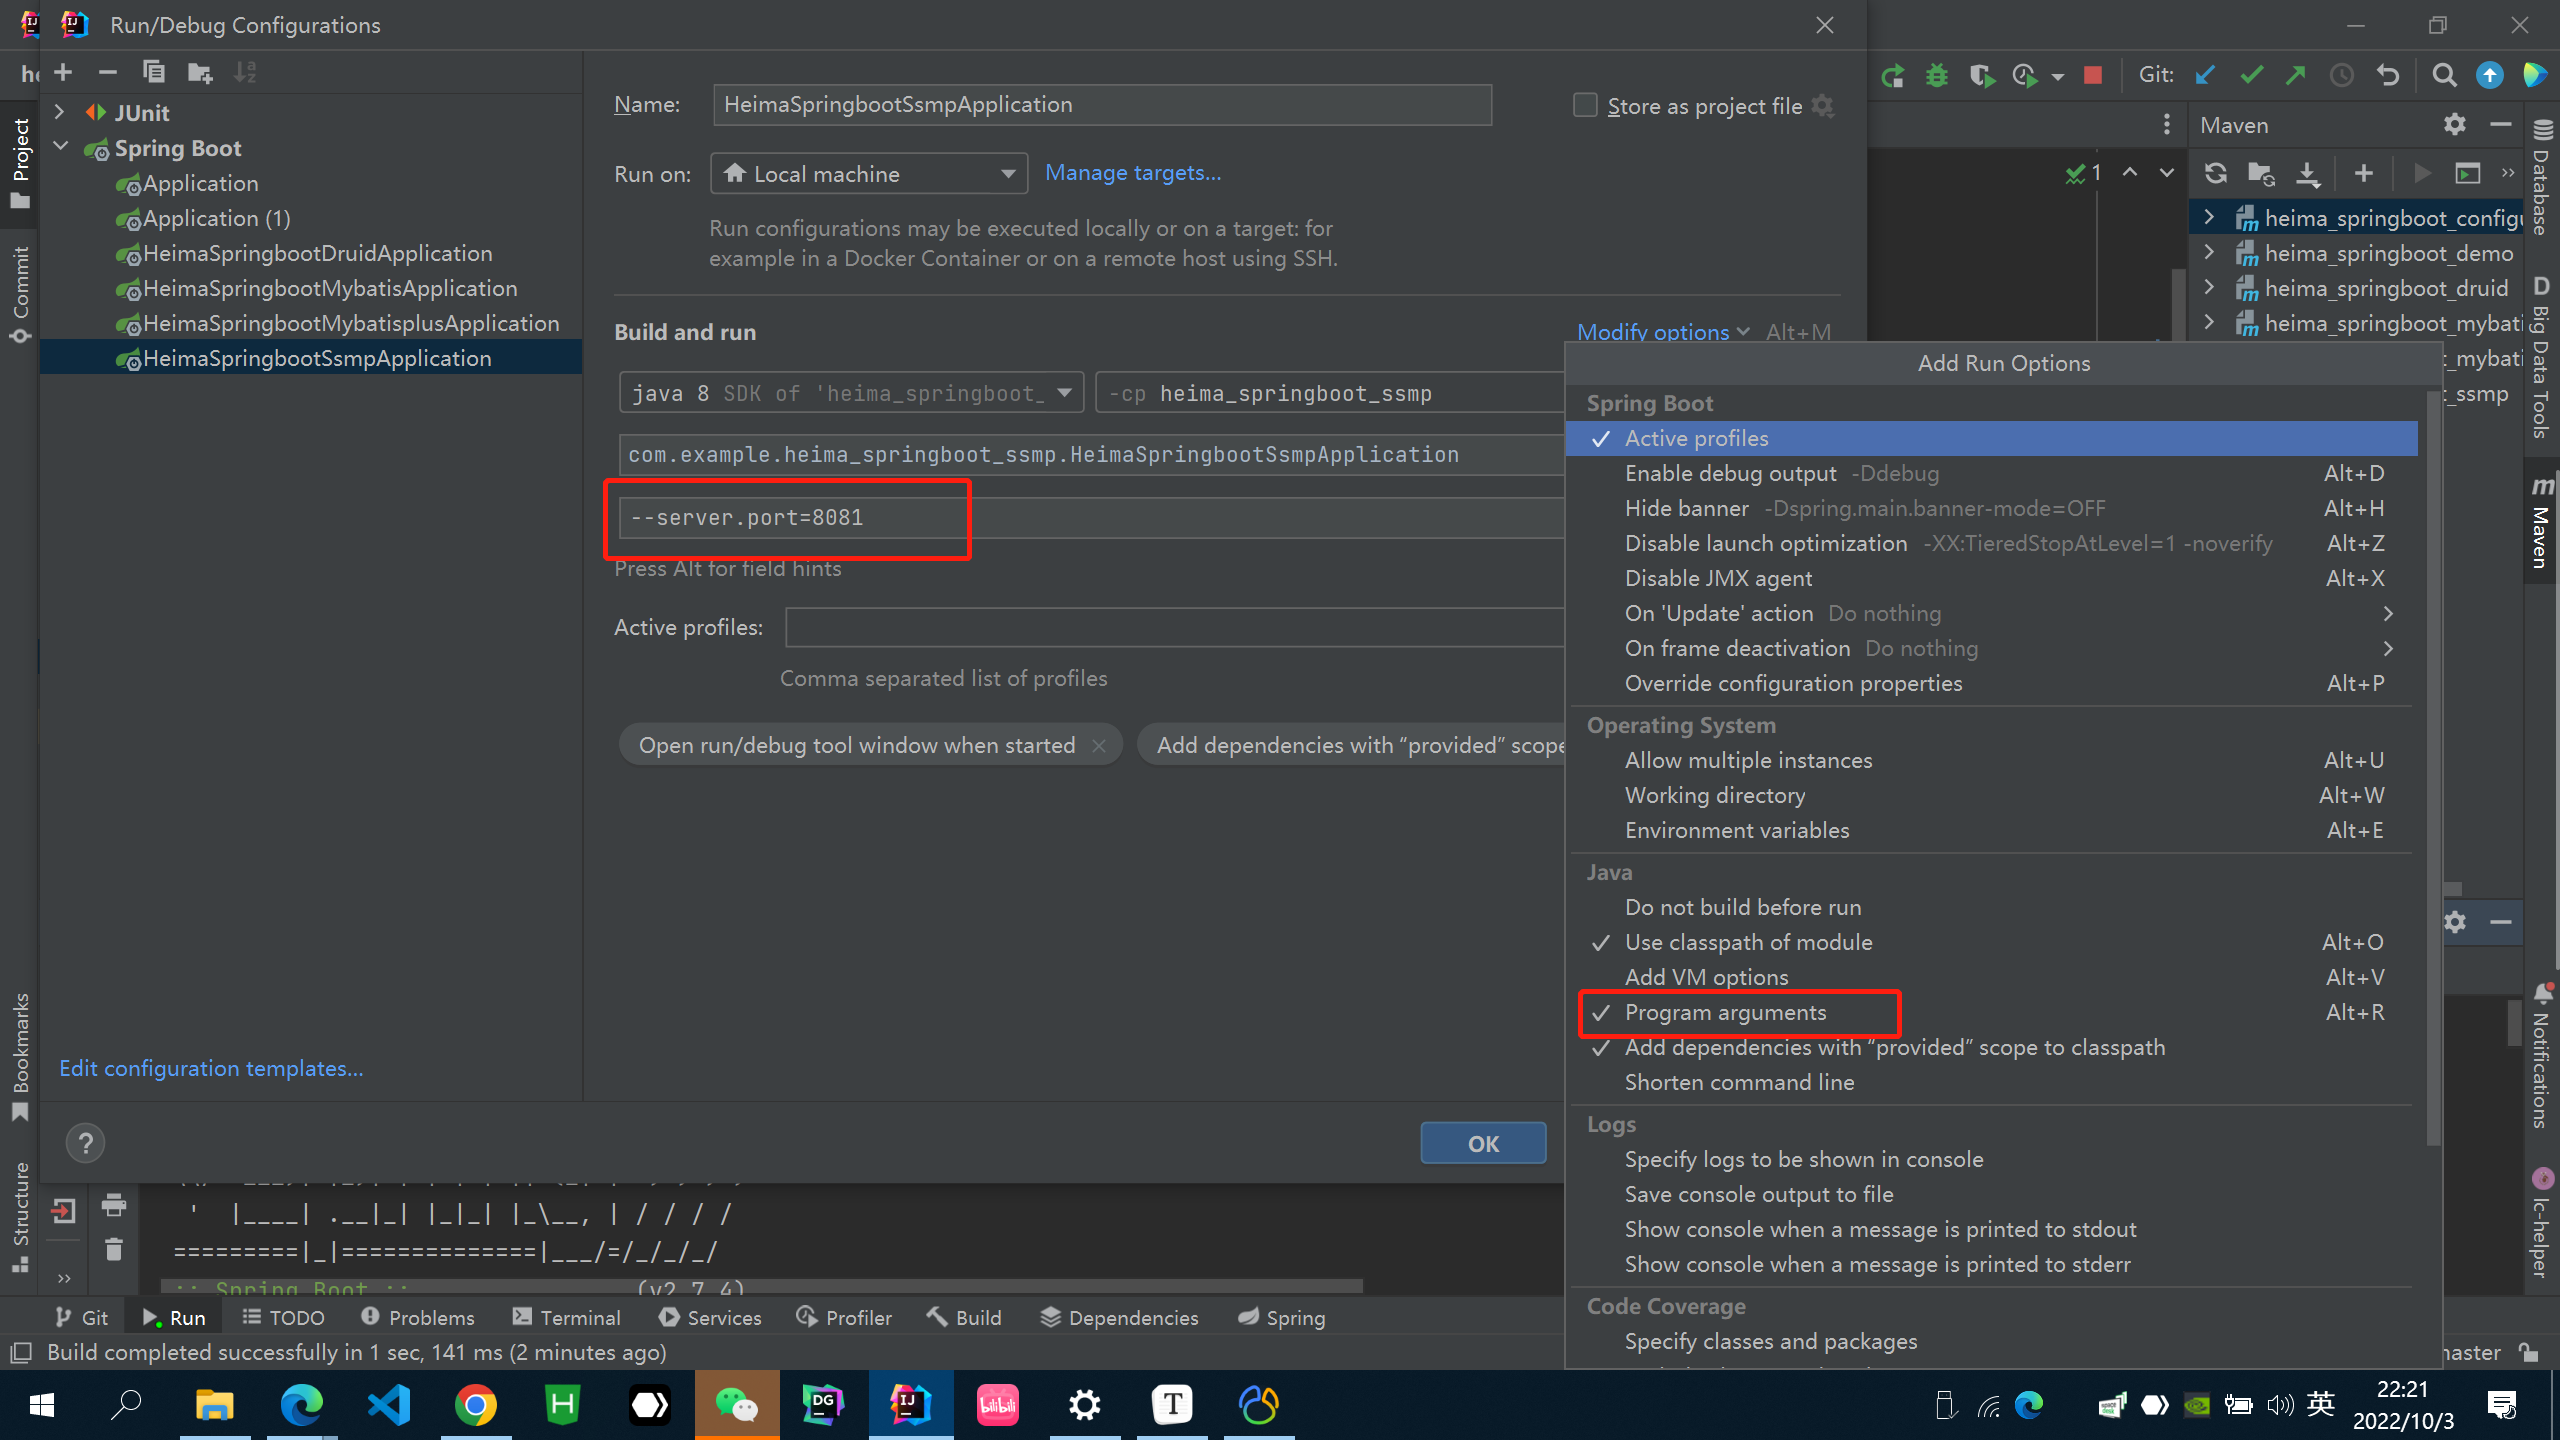 Run/Debug Configurations
JUnit
Spring Boot
Application
Application (1)
HeimaSpringbootDruidApplication
HeimaSpringbootMybatisApplication
HeimaSpringbootMybatisplusApplication
HeimaSpringbootSsmpApplication
Edit configuration templates...
Name: HeimaSpringbootSsmpApplication
Store as project file
Run on: Local machine Manage targets...
Run configurations may be executed locally or on a target: for
example in a Docker Container or on a remote host using SSH.
Build and run
Modify options Alt+M
java 8 SDK of 'heima_springboot_ -cp heima_springboot_ssmp
com.example.heima_springboot_ssmp.HeimaSpringbootSsmpApplication
--server.port=8081
Press Alt for field hints
Active profiles:
Comma separated list of profiles
Open run/debug tool window when started
Add dependencies with “provided” scope
OK
?
Add Run Options
Spring Boot
Active profiles
Enable debug output -Ddebug Alt+D
Hide banner -Dspring.main.banner-mode=OFF Alt+H
Disable launch optimization -XX:TieredStopAtLevel=1 -noverify Alt+Z
Disable JMX agent Alt+X
On 'Update' action Do nothing
On frame deactivation Do nothing
Override configuration properties Alt+P
Operating System
Allow multiple instances Alt+U
Working directory Alt+W
Environment variables Alt+E
Java
Do not build before run
Use classpath of module Alt+O
Add VM options Alt+V
Program arguments Alt+R
Add dependencies with “provided” scope to classpath
Shorten command line
Logs
Specify logs to be shown in console
Save console output to file
Show console when a message is printed to stdout
Show console when a message is printed to stderr
Code Coverage
Specify classes and packages
Git:
1
Maven
heima_springboot_configu
heima_springboot_demo
heima_springboot_druid
heima_springboot_mybati
_mybati
_ssmp
Database
Big Data Tools
Maven
Notifications
lc-helper
Project
Commit
Bookmarks
Structure
' |____| .__|_| |_|_| |_\__, | / / / /
=========|_|==============|___/=/_/_/_/
:: Spring Boot :: (v2.7.4)
Git
Run
TODO
Problems
Terminal
Services
Profiler
Build
Dependencies
Spring
Build completed successfully in 1 sec, 141 ms (2 minutes ago)
master
英
22:21
2022/10/3